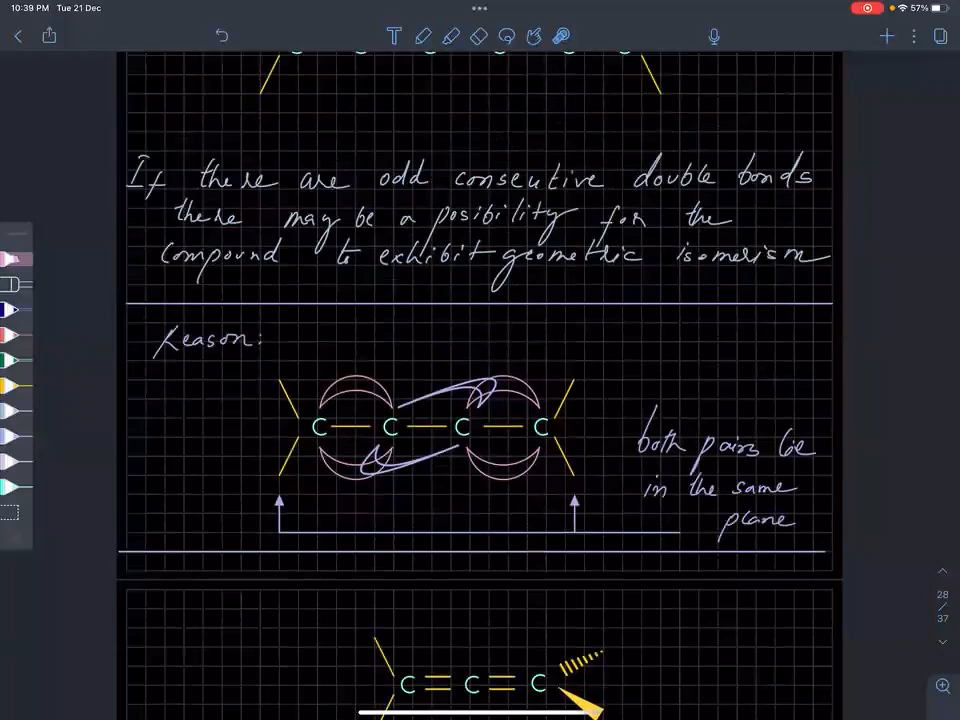 10:39 PM Tue 21 Dec
57%
If there are odd consecutive double bonds
there may be a posibility for the
compound to exhibit geometric isomerism
Reason:
C C C C
both pairs lie
in the same
plane
28
/
37
C = C = C